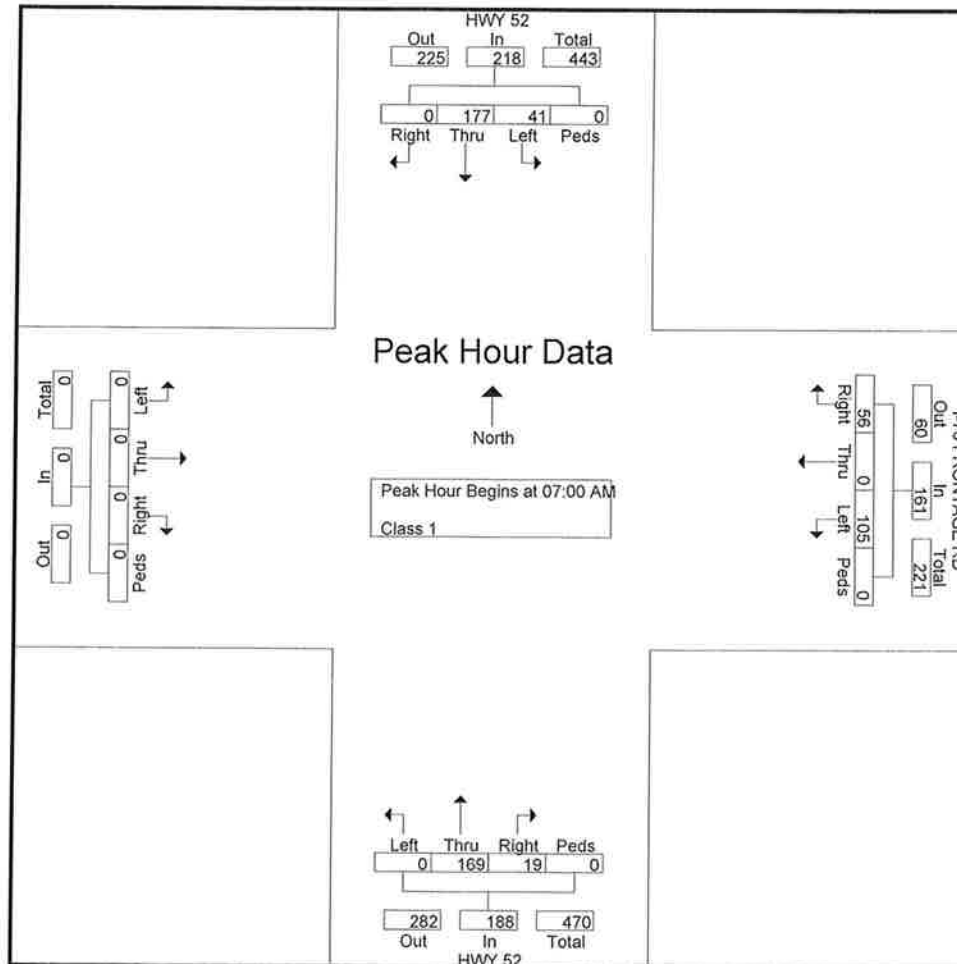 HWY 52
Out In Total
225 218 443
0 177 41 0
Right Thru Left Peds
Peak Hour Data
North
Peak Hour Begins at 07:00 AM
Class 1
Total In Out
0 0 0
0 0 0 0
Left Thru Right Peds
RONTAGE RD
Out In Total
60 161 221
56 0 105 0
Right Thru Left Peds
Left Thru Right Peds
0 169 19 0
282 188 470
Out In Total
HWY 52